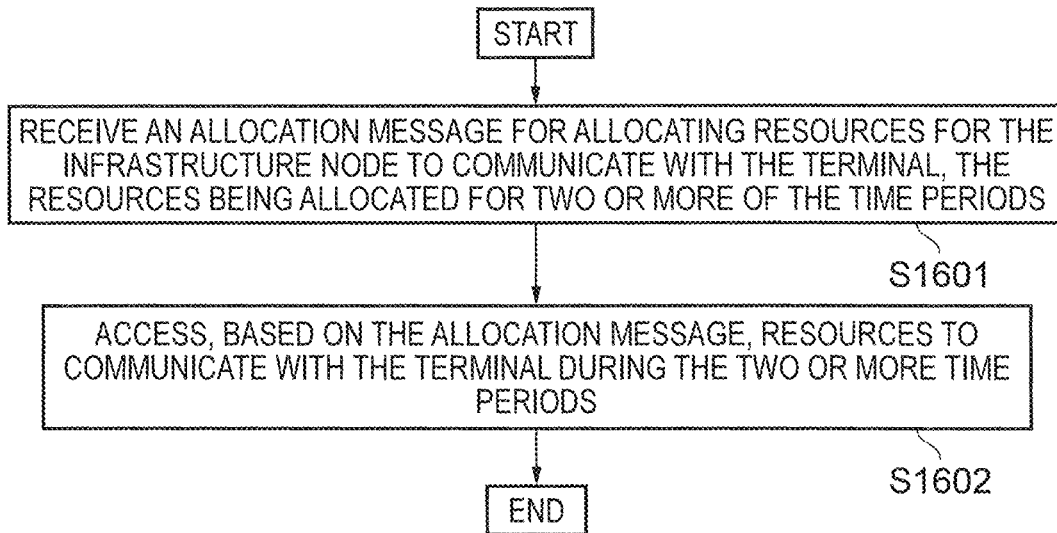 START
RECEIVE AN ALLOCATION MESSAGE FOR ALLOCATING RESOURCES FOR THE
INFRASTRUCTURE NODE TO COMMUNICATE WITH THE TERMINAL, THE
RESOURCES BEING ALLOCATED FOR TWO OR MORE OF THE TIME PERIODS
S1601
ACCESS, BASED ON THE ALLOCATION MESSAGE, RESOURCES TO
COMMUNICATE WITH THE TERMINAL DURING THE TWO OR MORE TIME
PERIODS
S1602
END